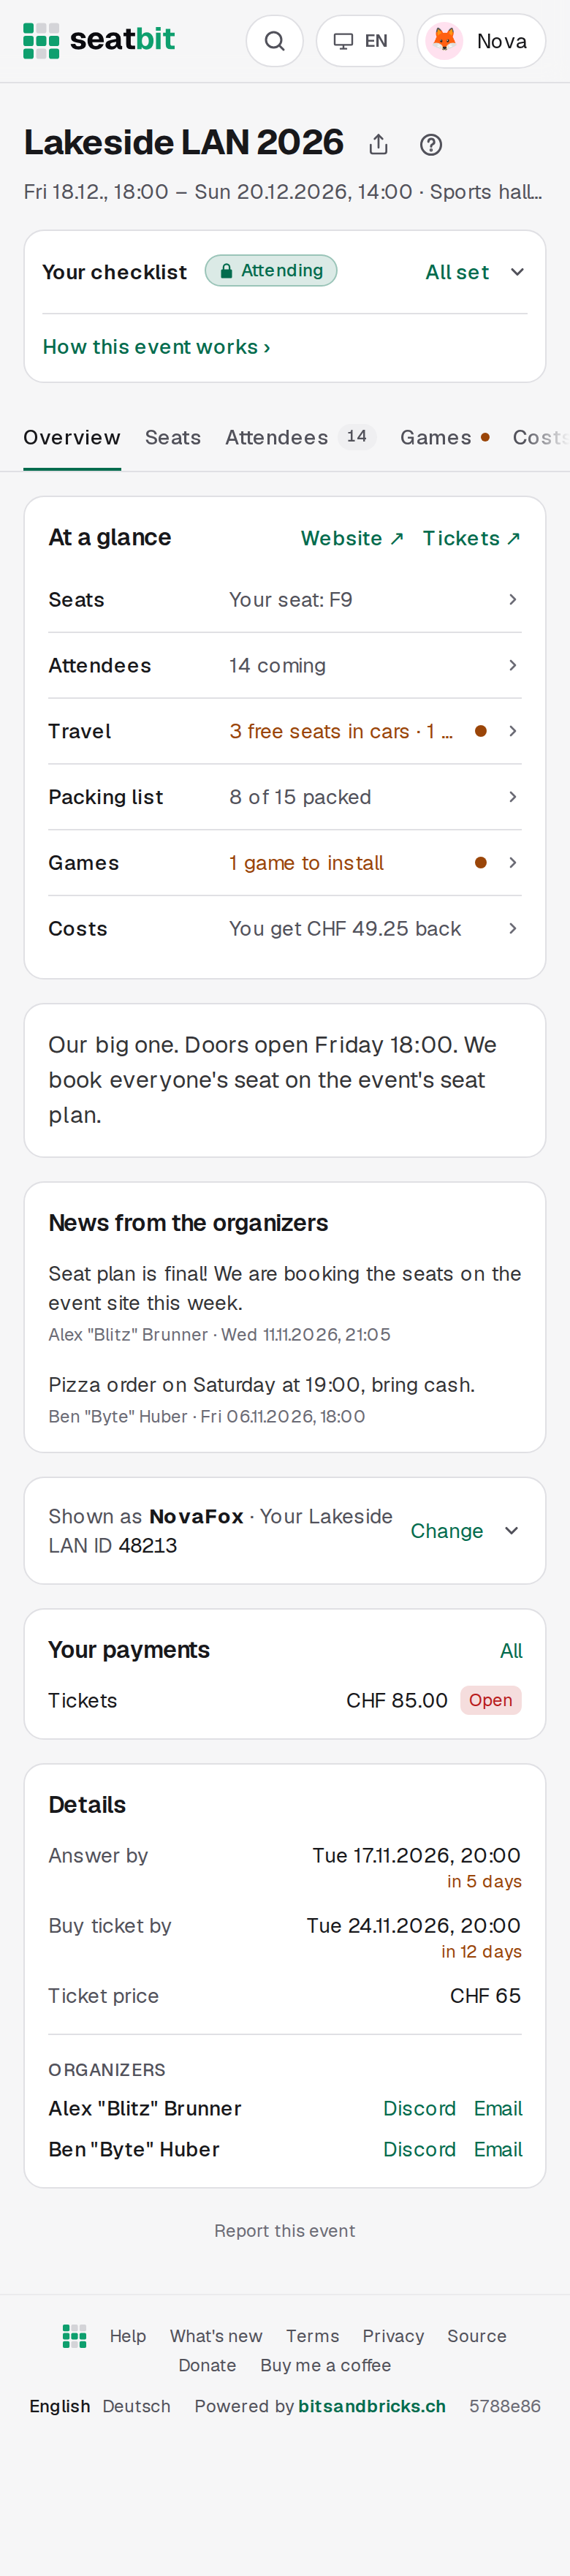 seatbit
EN
Nova
Lakeside LAN 2026
Fri 18.12., 18:00 – Sun 20.12.2026, 14:00 · Sports hall…
Your checklist
Attending
All set
How this event works ›
Overview
Seats
Attendees 14
Games
Costs
At a glance
Website ↗
Tickets ↗
Seats
Your seat: F9
Attendees
14 coming
Travel
3 free seats in cars · 1 …
Packing list
8 of 15 packed
Games
1 game to install
Costs
You get CHF 49.25 back
Our big one. Doors open Friday 18:00. We
book everyone's seat on the event's seat
plan.
News from the organizers
Seat plan is final! We are booking the seats on the
event site this week.
Alex "Blitz" Brunner · Wed 11.11.2026, 21:05
Pizza order on Saturday at 19:00, bring cash.
Ben "Byte" Huber · Fri 06.11.2026, 18:00
Shown as NovaFox · Your Lakeside
LAN ID 48213
Change
Your payments
All
Tickets
CHF 85.00
Open
Details
Answer by
Tue 17.11.2026, 20:00
in 5 days
Buy ticket by
Tue 24.11.2026, 20:00
in 12 days
Ticket price
CHF 65
ORGANIZERS
Alex "Blitz" Brunner
Discord
Email
Ben "Byte" Huber
Discord
Email
Report this event
Help
What's new
Terms
Privacy
Source
Donate
Buy me a coffee
English
Deutsch
Powered by bitsandbricks.ch
5788e86